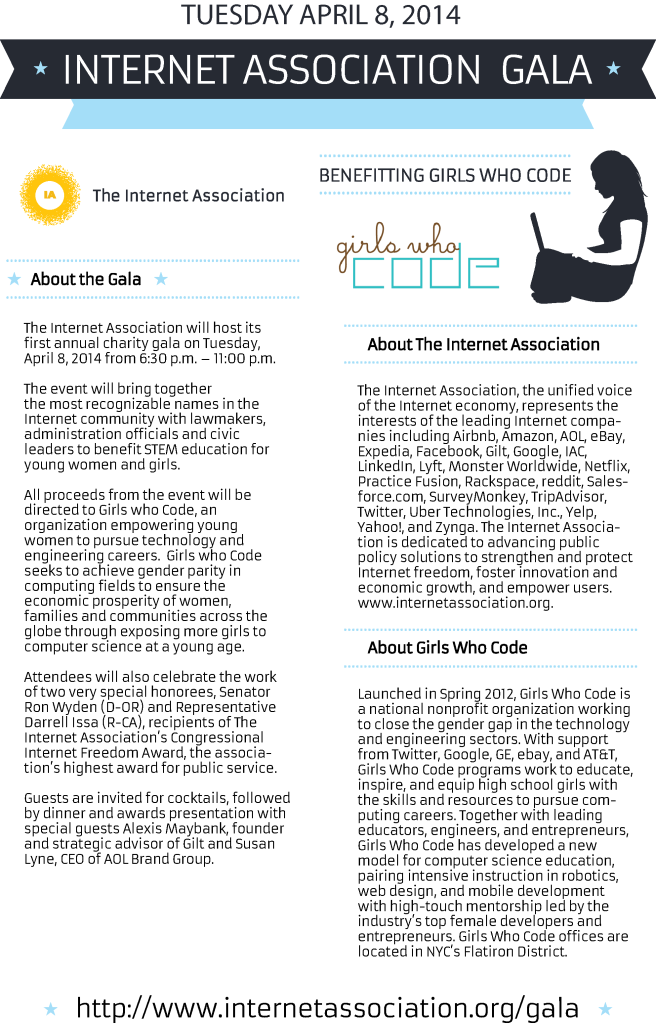 TUESDAY APRIL 8, 2014
INTERNET ASSOCIATION GALA
IA
The Internet Association
BENEFITTING GIRLS WHO CODE
girls who
code
About the Gala
The Internet Association will host its
first annual charity gala on Tuesday,
April 8, 2014 from 6:30 p.m. – 11:00 p.m.
The event will bring together
the most recognizable names in the
Internet community with lawmakers,
administration officials and civic
leaders to benefit STEM education for
young women and girls.
All proceeds from the event will be
directed to Girls who Code, an
organization empowering young
women to pursue technology and
engineering careers. Girls who Code
seeks to achieve gender parity in
computing fields to ensure the
economic prosperity of women,
families and communities across the
globe through exposing more girls to
computer science at a young age.
Attendees will also celebrate the work
of two very special honorees, Senator
Ron Wyden (D-OR) and Representative
Darrell Issa (R-CA), recipients of The
Internet Association's Congressional
Internet Freedom Award, the associa-
tion's highest award for public service.
Guests are invited for cocktails, followed
by dinner and awards presentation with
special guests Alexis Maybank, founder
and strategic advisor of Gilt and Susan
Lyne, CEO of AOL Brand Group.
About The Internet Association
The Internet Association, the unified voice
of the Internet economy, represents the
interests of the leading Internet compa-
nies including Airbnb, Amazon, AOL, eBay,
Expedia, Facebook, Gilt, Google, IAC,
LinkedIn, Lyft, Monster Worldwide, Netflix,
Practice Fusion, Rackspace, reddit, Sales-
force.com, SurveyMonkey, TripAdvisor,
Twitter, Uber Technologies, Inc., Yelp,
Yahoo!, and Zynga. The Internet Associa-
tion is dedicated to advancing public
policy solutions to strengthen and protect
Internet freedom, foster innovation and
economic growth, and empower users.
www.internetassociation.org.
About Girls Who Code
Launched in Spring 2012, Girls Who Code is
a national nonprofit organization working
to close the gender gap in the technology
and engineering sectors. With support
from Twitter, Google, GE, ebay, and AT&T,
Girls Who Code programs work to educate,
inspire, and equip high school girls with
the skills and resources to pursue com-
puting careers. Together with leading
educators, engineers, and entrepreneurs,
Girls Who Code has developed a new
model for computer science education,
pairing intensive instruction in robotics,
web design, and mobile development
with high-touch mentorship led by the
industry's top female developers and
entrepreneurs. Girls Who Code offices are
located in NYC's Flatiron District.
http://www.internetassociation.org/gala